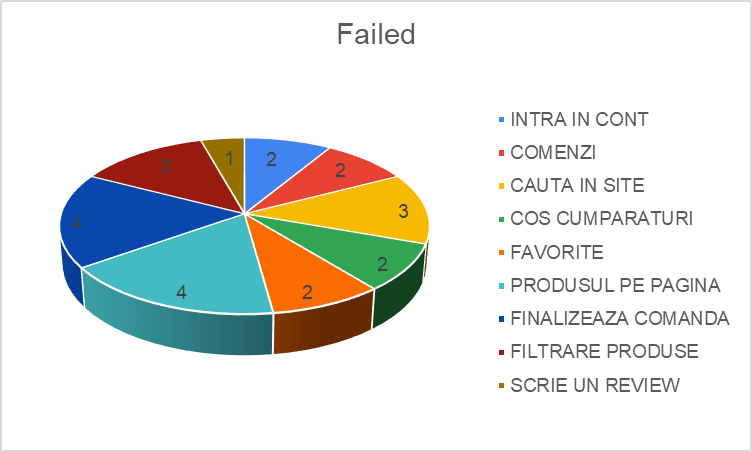 Failed
1
2
3
2
3
4
2
4
2
INTRA IN CONT
COMENZI
CAUTA IN SITE
COS CUMPARATURI
FAVORITE
PRODUSUL PE PAGINA
FINALIZEAZA COMANDA
FILTRARE PRODUSE
SCRIE UN REVIEW